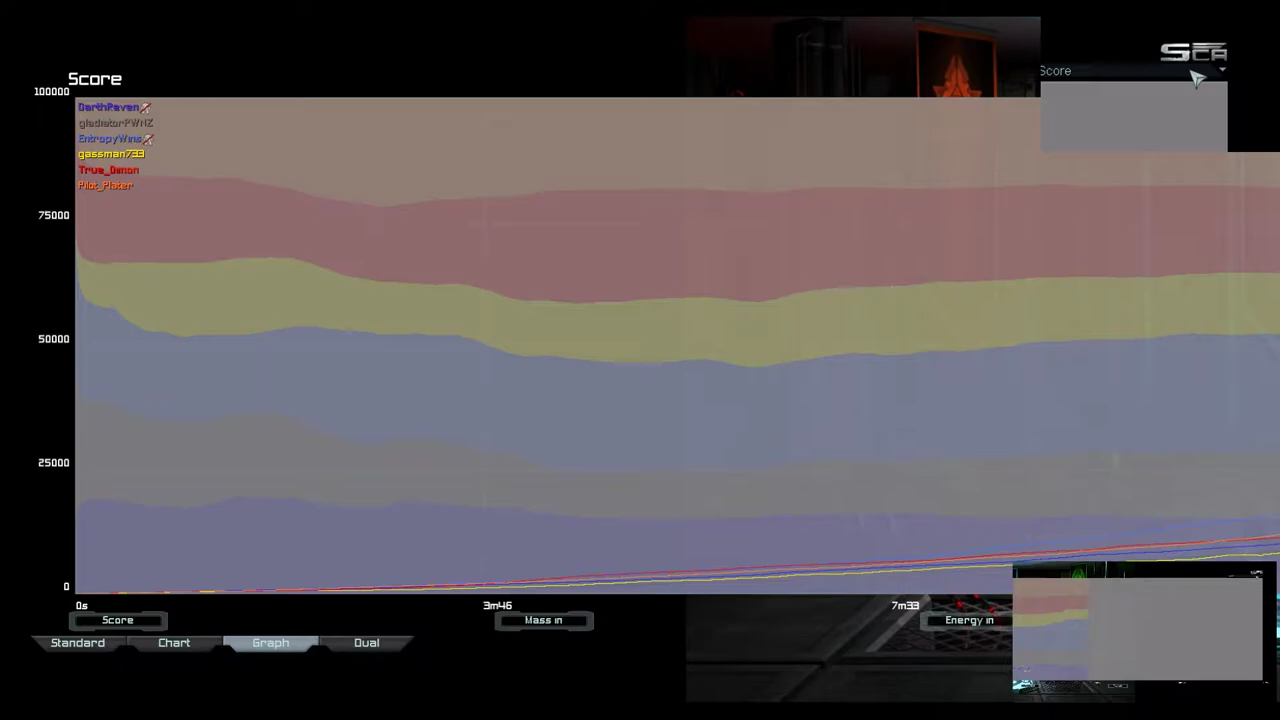 SCA
Score
Score
100000
DarthRaven
gladiatorPWNZ
EntropyWins
gassman733
True_Demon
Pilot_Plater
75000
50000
25000
0
0s
3m46
7m33
Score
Mass in
Energy in
Standard
Chart
Graph
Dual